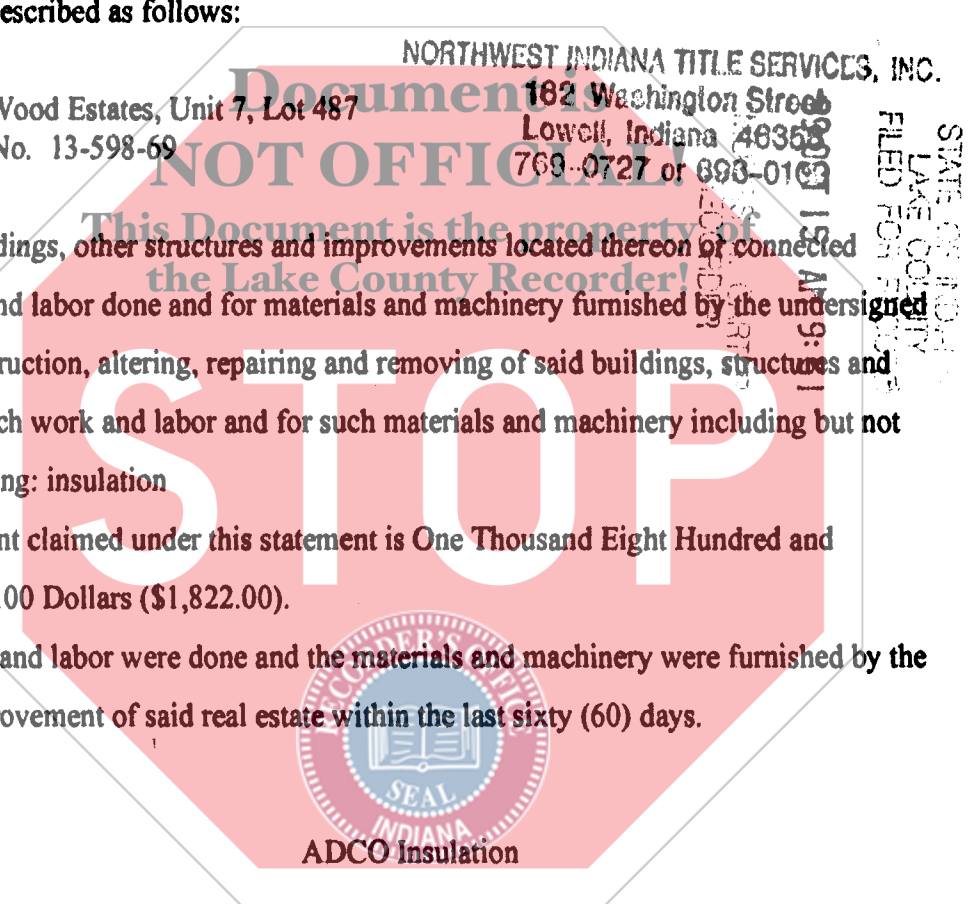 escribed as follows:
NORTHWEST INDIANA TITLE SERVICES, INC.
182 Washington Street
Lowell, Indiana
769-0727 or
Wood Estates, Unit 7, Lot 487
No. 13-598-69
Document is
NOT OFFICIAL!
This Document is the property of
the Lake County Recorder!
STATE OF
LAKE COUNTY
FILED FOR
AM 9:
dings, other structures and improvements located thereon or connected
nd labor done and for materials and machinery furnished by the undersigned
ruction, altering, repairing and removing of said buildings, structures and
ch work and labor and for such materials and machinery including but not
ng: insulation
nt claimed under this statement is One Thousand Eight Hundred and
00 Dollars ($1,822.00).
and labor were done and the materials and machinery were furnished by the
ovement of said real estate within the last sixty (60) days.
STOP
RECORDER'S OFFICE
SEAL
INDIANA
ADCO Insulation